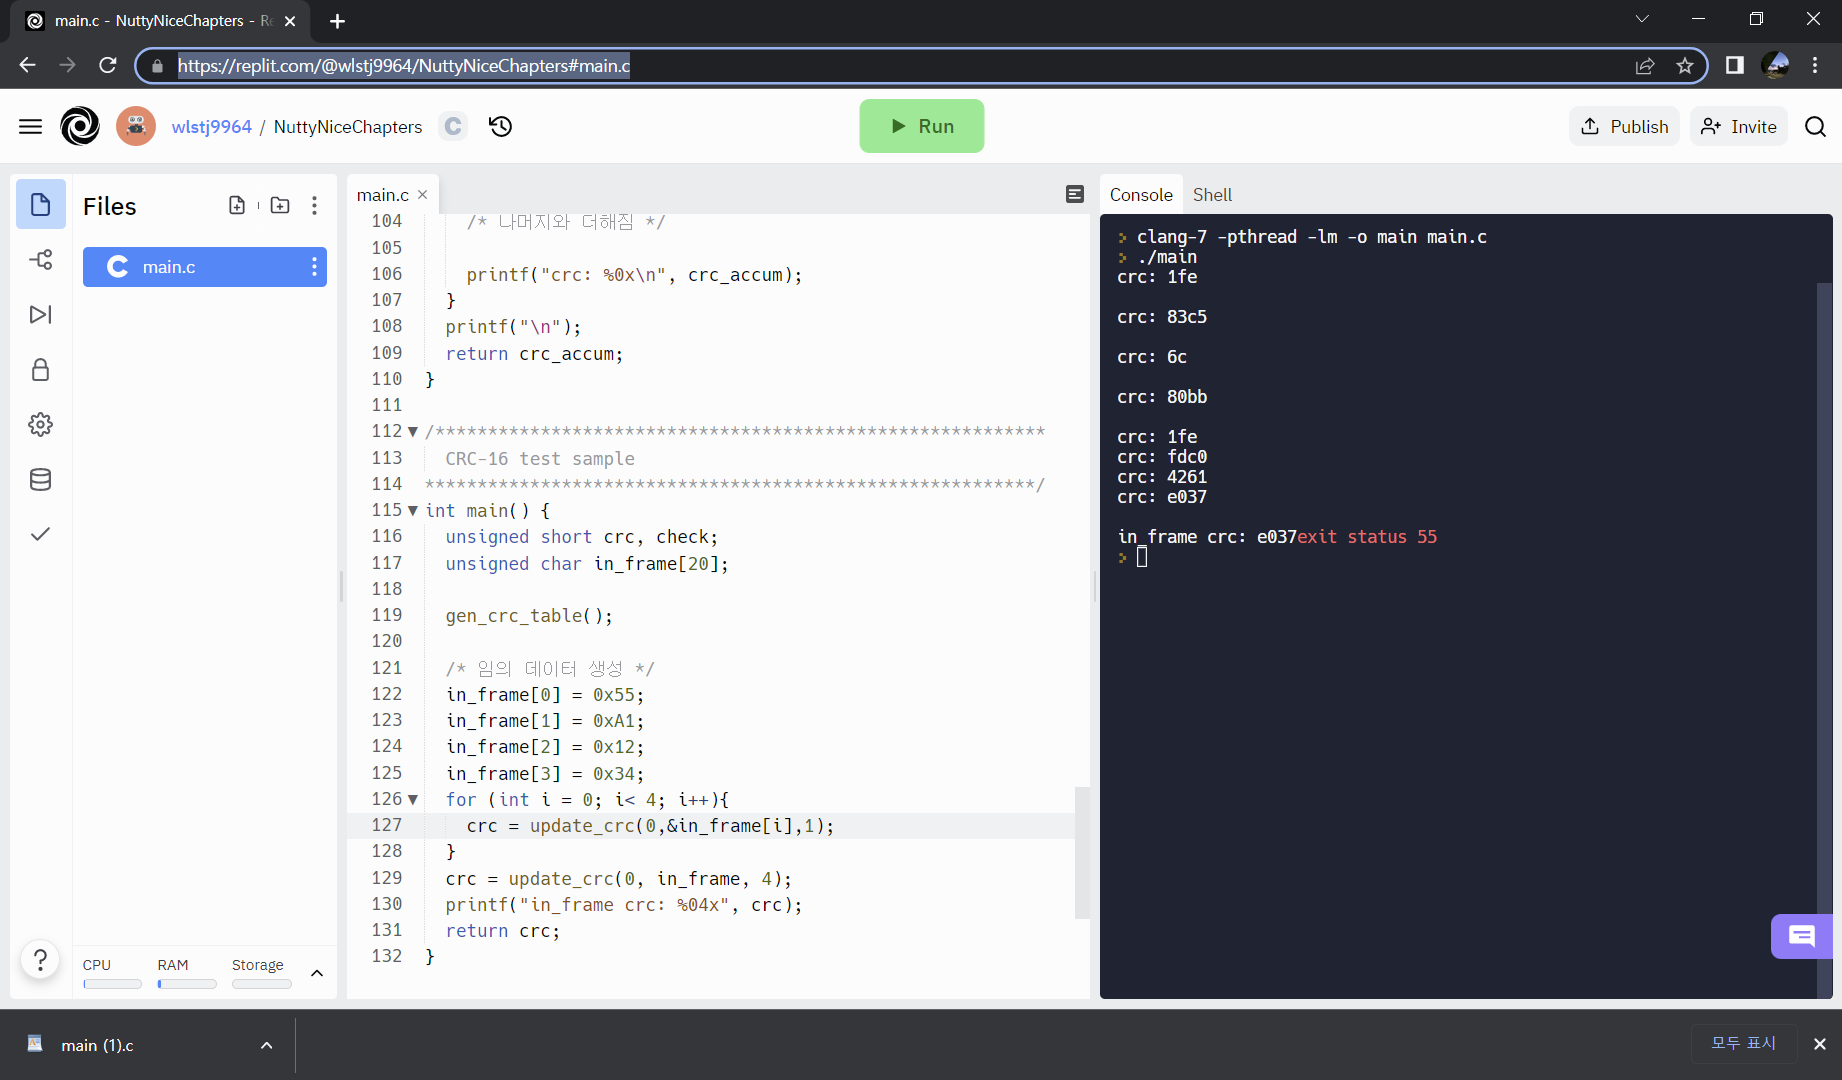 main.c - NuttyNiceChapters - Re
https://replit.com/@wlstj9964/NuttyNiceChapters#main.c
wlstj9964 / NuttyNiceChapters C
Run
Publish
Invite
Files
C main.c
CPU RAM Storage
?
main.c
104 /* 나머지와 더해짐 */
105
106 printf("crc: %0x\n", crc_accum);
107 }
108 printf("\n");
109 return crc_accum;
110 }
111
112 /**********************************************************
113 CRC-16 test sample
114 **********************************************************/
115 int main() {
116 unsigned short crc, check;
117 unsigned char in_frame[20];
118
119 gen_crc_table();
120
121 /* 임의 데이터 생성 */
122 in_frame[0] = 0x55;
123 in_frame[1] = 0xA1;
124 in_frame[2] = 0x12;
125 in_frame[3] = 0x34;
126 for (int i = 0; i< 4; i++){
127 crc = update_crc(0,&in_frame[i],1);
128 }
129 crc = update_crc(0, in_frame, 4);
130 printf("in_frame crc: %04x", crc);
131 return crc;
132 }
Console Shell
> clang-7 -pthread -lm -o main main.c
> ./main
crc: 1fe
crc: 83c5
crc: 6c
crc: 80bb
crc: 1fe
crc: fdc0
crc: 4261
crc: e037
in_frame crc: e037exit status 55
>
main (1).c
모두 표시